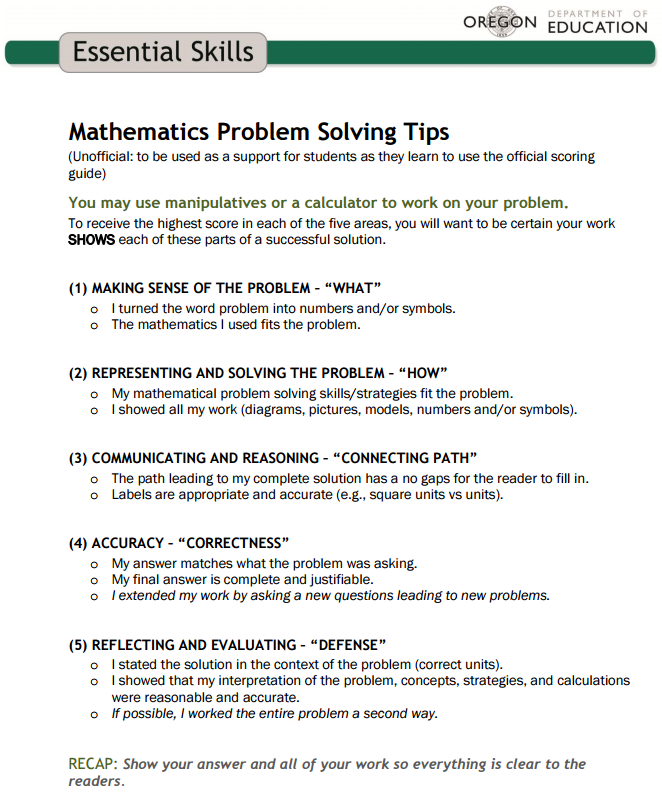 OREGON DEPARTMENT OF EDUCATION
Essential Skills
Mathematics Problem Solving Tips
(Unofficial: to be used as a support for students as they learn to use the official scoring
guide)
You may use manipulatives or a calculator to work on your problem.
To receive the highest score in each of the five areas, you will want to be certain your work
SHOWS each of these parts of a successful solution.
(1) MAKING SENSE OF THE PROBLEM – “WHAT”
o I turned the word problem into numbers and/or symbols.
o The mathematics I used fits the problem.
(2) REPRESENTING AND SOLVING THE PROBLEM – “HOW”
o My mathematical problem solving skills/strategies fit the problem.
o I showed all my work (diagrams, pictures, models, numbers and/or symbols).
(3) COMMUNICATING AND REASONING – “CONNECTING PATH”
o The path leading to my complete solution has a no gaps for the reader to fill in.
o Labels are appropriate and accurate (e.g., square units vs units).
(4) ACCURACY – “CORRECTNESS”
o My answer matches what the problem was asking.
o My final answer is complete and justifiable.
o I extended my work by asking a new questions leading to new problems.
(5) REFLECTING AND EVALUATING – “DEFENSE”
o I stated the solution in the context of the problem (correct units).
o I showed that my interpretation of the problem, concepts, strategies, and calculations
were reasonable and accurate.
o If possible, I worked the entire problem a second way.
RECAP: Show your answer and all of your work so everything is clear to the
readers.